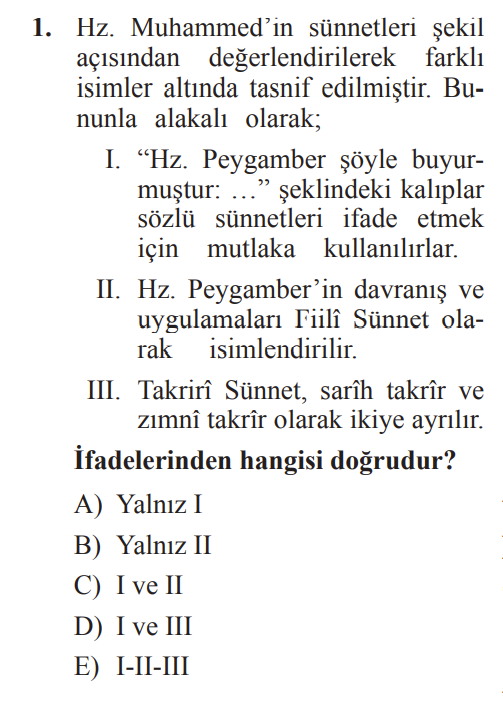 1. Hz. Muhammed’in sünnetleri şekil
açısından değerlendirilerek farklı
isimler altında tasnif edilmiştir. Bu-
nunla alakalı olarak;
I. “Hz. Peygamber şöyle buyur-
muştur: …” şeklindeki kalıplar
sözlü sünnetleri ifade etmek
için mutlaka kullanılırlar.
II. Hz. Peygamber’in davranış ve
uygulamaları Fiilî Sünnet ola-
rak isimlendirilir.
III. Takrirî Sünnet, sarîh takrîr ve
zımnî takrîr olarak ikiye ayrılır.
İfadelerinden hangisi doğrudur?
A) Yalnız I
B) Yalnız II
C) I ve II
D) I ve III
E) I-II-III